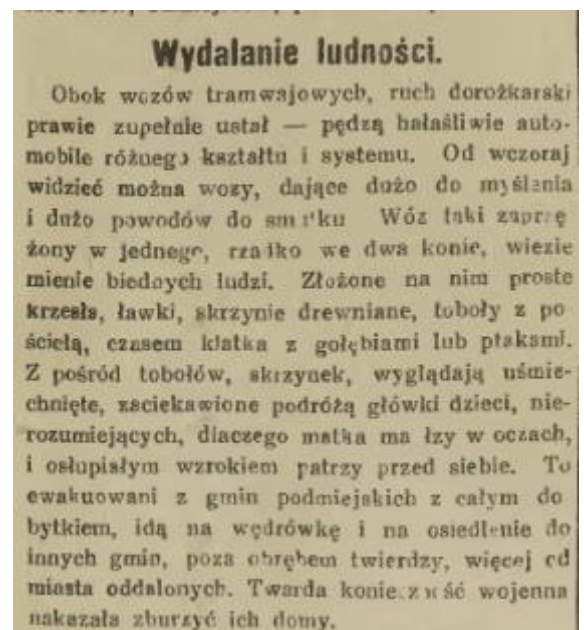 Wydalanie ludności.
Obok wozów tramwajowych, ruch dorożkarski
prawie zupełnie ustał — pędzą hałaśliwie auto-
mobile różnego kształtu i systemu. Od wczoraj
widzieć można wozy, dające dużo do myślenia
i dużo powodów do smutku Wóz taki zaprzę
żony w jednego, rzadko we dwa konie, wiezie
mienie biednych ludzi. Złożone na nim proste
krzesła, ławki, skrzynie drewniane, toboły z po
ścielą, czasem klatka z gołębiami lub ptakami.
Z pośród tobołów, skrzynek, wyglądają uśmie-
chnięte, zaciekawione podróżą główki dzieci, nie-
rozumiejących, dlaczego matka ma łzy w oczach,
i osłupiałym wzrokiem patrzy przed siebie. To
ewakuowani z gmin podmiejskich z całym do
bytkiem, idą na wędrówkę i na osiedlenie do
innych gmin, poza obrębem twierdzy, więcej od
miasta oddalonych. Twarda konieczność wojenna
nakazała zburzyć ich domy.